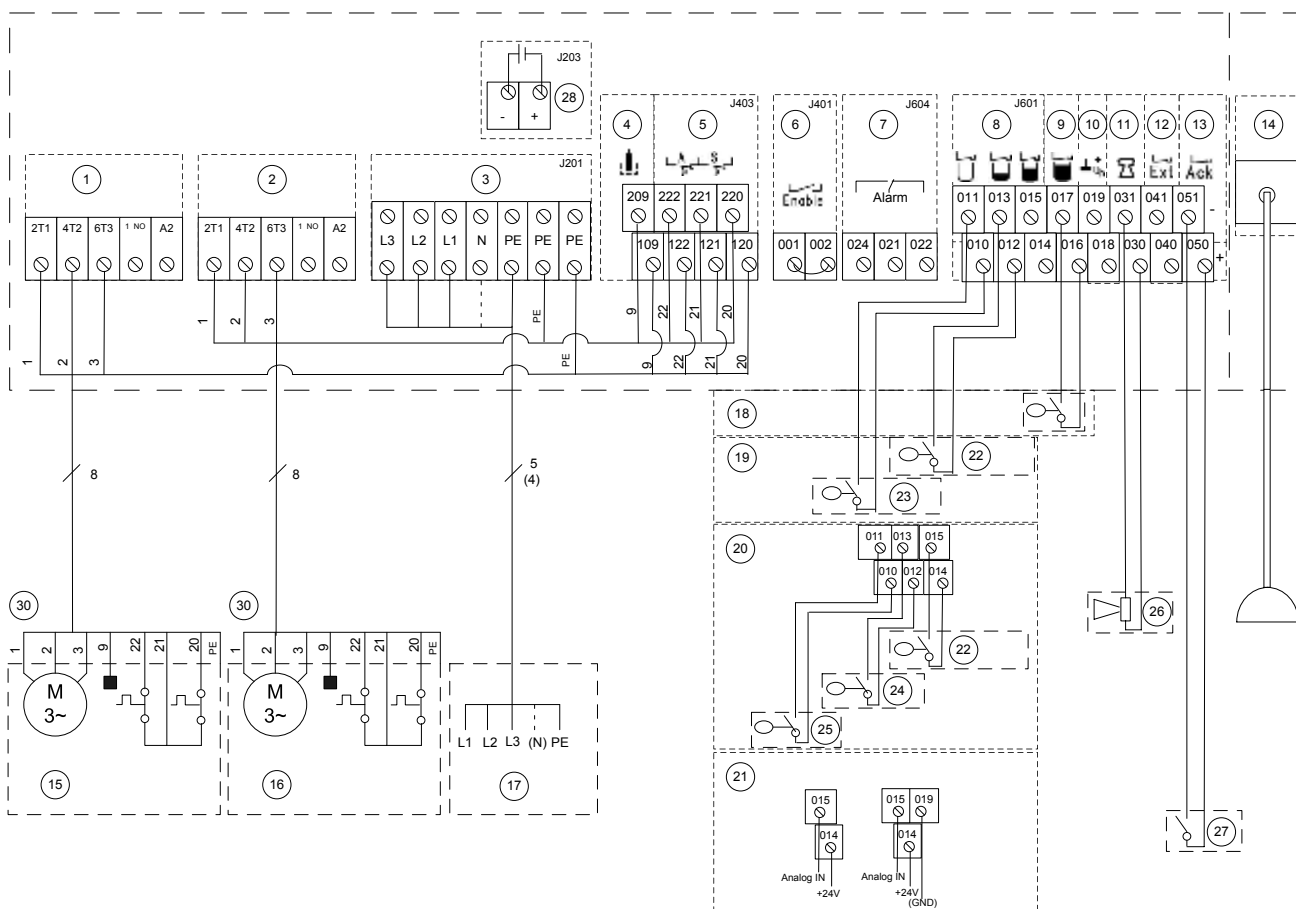 J203
28
- +
4
J403
5
J401
6
J604
7
J601
8
9
10
11
12
13
14
1
2
J201
3
Enable
Alarm
Ext
Ack
2T1 4T2 6T3 1 NO A2
2T1 4T2 6T3 1 NO A2
L3 L2 L1 N PE PE PE
209 222 221 220
109 122 121 120
001 002
024 021 022
011 013 015 017 019 031 041 051 -
010 012 014 016 018 030 040 050 +
1 2 3 PE
9 22 21 20
1 2 3 PE
9 22 21 20
18
8
8
5
(4)
19
22
23
20
011 013 015
010 012 014
30
30
26
1 2 3 9 22 21 20 PE
1 2 3 9 22 21 20 PE
22
M
3~
M
3~
24
25
L1 L2 L3 (N) PE
15
16
17
21
015
014
015 019
014
27
Analog IN
+24V
Analog IN
+24V
(GND)